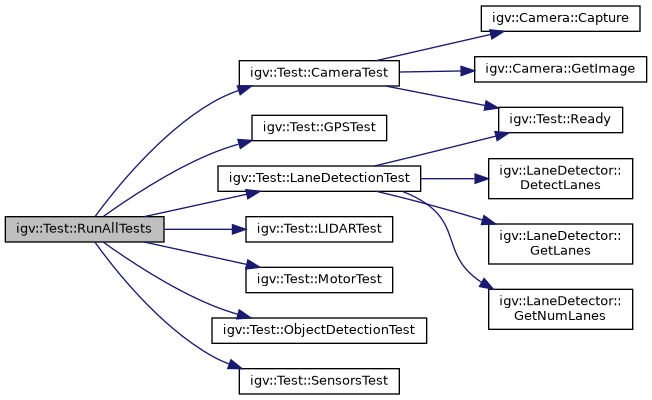 igv::Test::RunAllTests
igv::Test::CameraTest
igv::Test::GPSTest
igv::Test::LaneDetectionTest
igv::Test::LIDARTest
igv::Test::MotorTest
igv::Test::ObjectDetectionTest
igv::Test::SensorsTest
igv::Camera::Capture
igv::Camera::GetImage
igv::Test::Ready
igv::LaneDetector::
DetectLanes
igv::LaneDetector::
GetLanes
igv::LaneDetector::
GetNumLanes